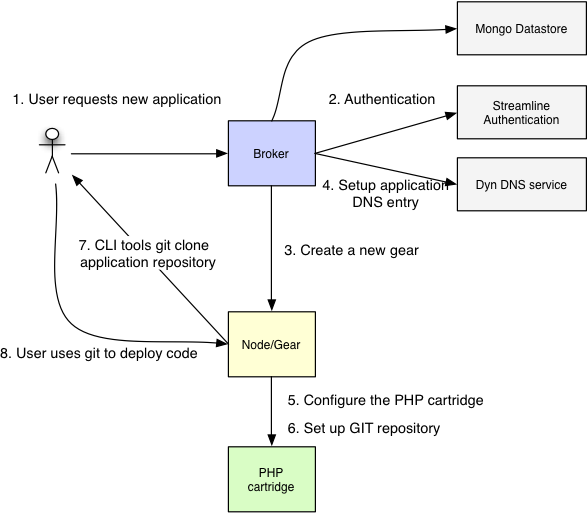 Mongo Datastore
1. User requests new application
2. Authentication
Streamline
Authentication
Broker
4. Setup application
DNS entry
Dyn DNS service
7. CLI tools git clone
application repository
3. Create a new gear
Node/Gear
8. User uses git to deploy code
5. Configure the PHP cartridge
6. Set up GIT repository
PHP
cartridge